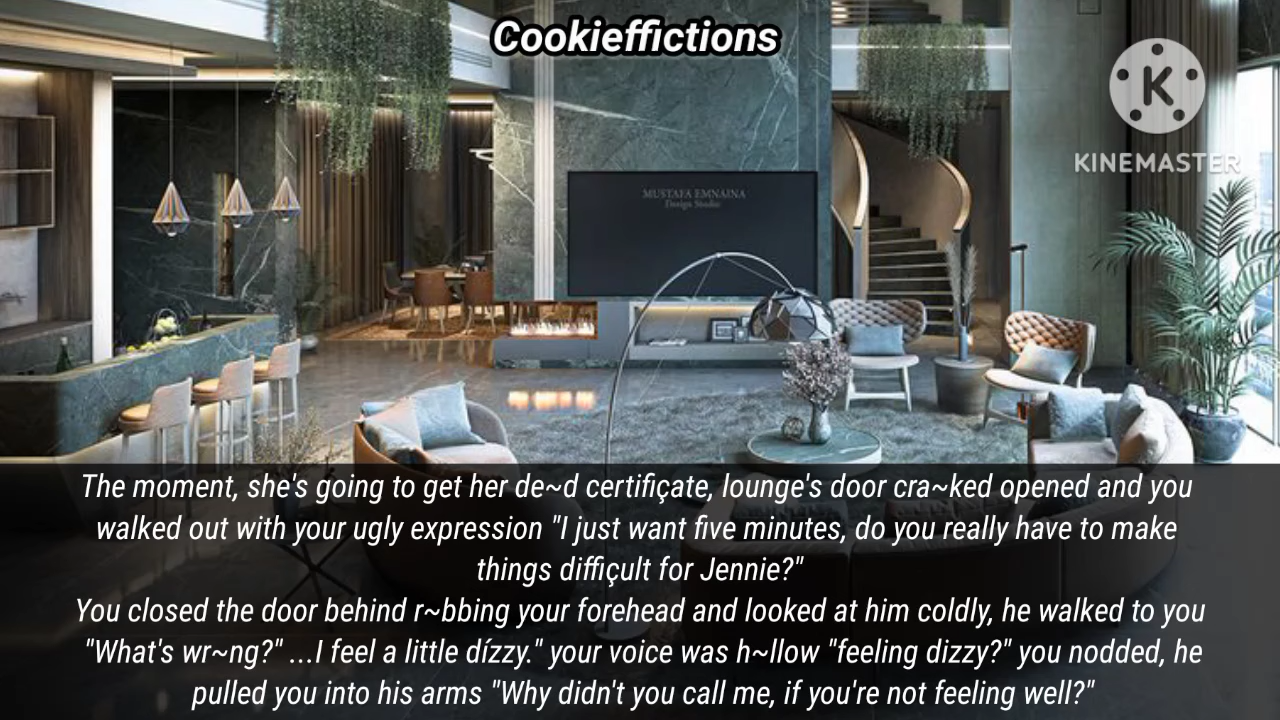 Cookieffictions
K
KINEMASTER
MUSTAFA EMNAINA
Design Studio
The moment, she's going to get her de~d certifiçate, lounge's door cra~ked opened and you
walked out with your ugly expression "I just want five minutes, do you really have to make
things diffiçult for Jennie?"
You closed the door behind r~bbing your forehead and looked at him coldly, he walked to you
"What's wr~ng?" ...I feel a little dízzy." your voice was h~llow "feeling dizzy?" you nodded, he
pulled you into his arms "Why didn't you call me, if you're not feeling well?"